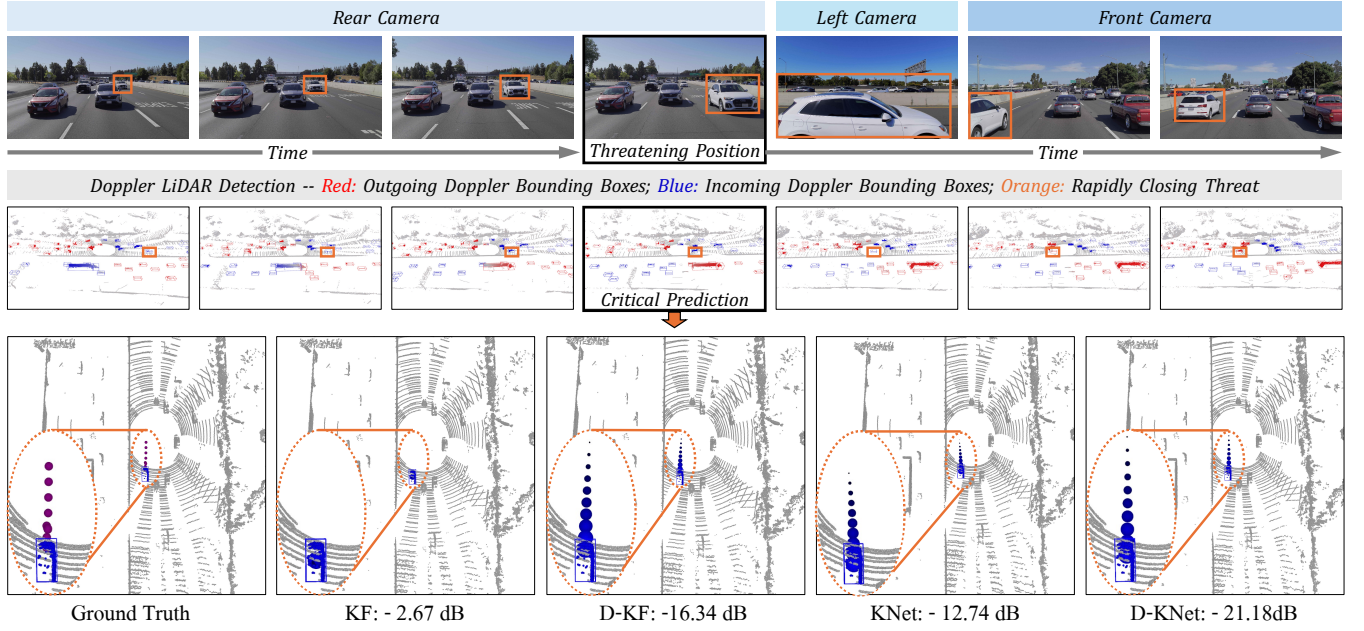 Rear Camera
Left Camera
Front Camera
Time
Threatening Position
Time
Doppler LiDAR Detection -- Red: Outgoing Doppler Bounding Boxes; Blue: Incoming Doppler Bounding Boxes; Orange: Rapidly Closing Threat
Critical Prediction
Ground Truth
KF: - 2.67 dB
D-KF: -16.34 dB
KNet: - 12.74 dB
D-KNet: - 21.18dB